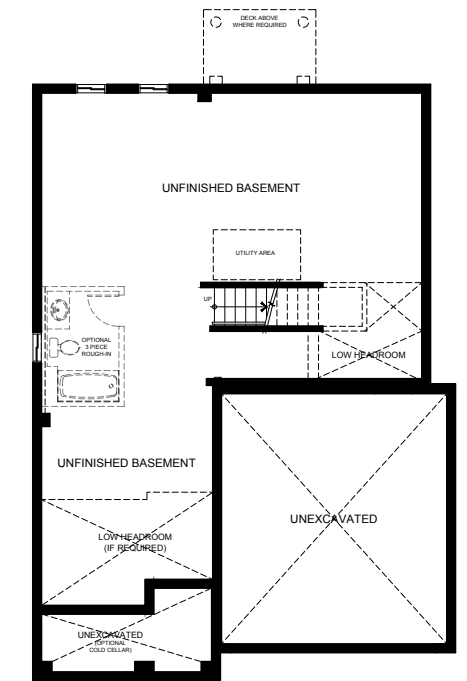 DECK ABOVE
WHERE REQUIRED
UNFINISHED BASEMENT
UTILITY AREA
UP
OPTIONAL
3 PIECE
ROUGH-IN
LOW HEADROOM
UNFINISHED BASEMENT
UNEXCAVATED
LOW HEADROOM
(IF REQUIRED)
UNEXCAVATED
(OPTIONAL
COLD CELLAR)